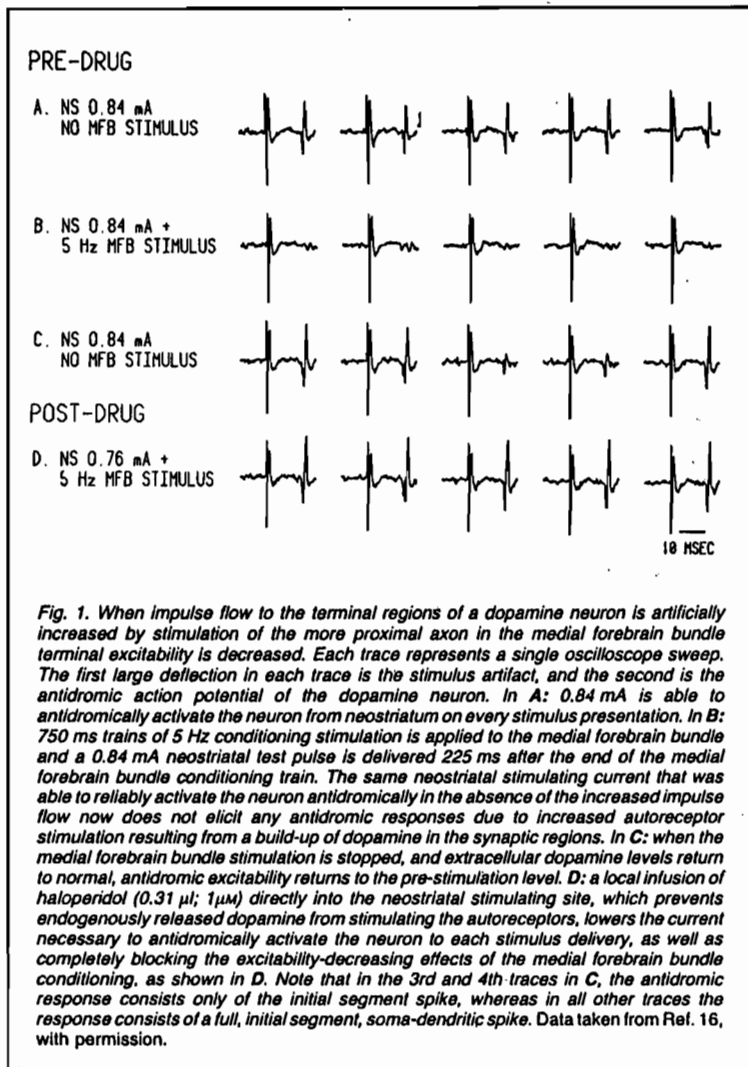 PRE-DRUG
A. NS 0.84 mA
NO MFB STIMULUS
B. NS 0.84 mA +
5 Hz MFB STIMULUS
C. NS 0.84 mA
NO MFB STIMULUS
POST-DRUG
D. NS 0.76 mA +
5 Hz MFB STIMULUS
10 MSEC
Fig. 1. When impulse flow to the terminal regions of a dopamine neuron is artificially
increased by stimulation of the more proximal axon in the medial forebrain bundle
terminal excitability is decreased. Each trace represents a single oscilloscope sweep.
The first large deflection in each trace is the stimulus artifact, and the second is the
antidromic action potential of the dopamine neuron. In A: 0.84 mA is able to
antidromically activate the neuron from neostriatum on every stimulus presentation. In B:
750 ms trains of 5 Hz conditioning stimulation is applied to the medial forebrain bundle
and a 0.84 mA neostriatal test pulse is delivered 225 ms after the end of the medial
forebrain bundle conditioning train. The same neostriatal stimulating current that was
able to reliably activate the neuron antidromically in the absence of the increased impulse
flow now does not elicit any antidromic responses due to increased autoreceptor
stimulation resulting from a build-up of dopamine in the synaptic regions. In C: when the
medial forebrain bundle stimulation is stopped, and extracellular dopamine levels return
to normal, antidromic excitability returns to the pre-stimulation level. D: a local infusion of
haloperidol (0.31 μl; 1μM) directly into the neostriatal stimulating site, which prevents
endogenously released dopamine from stimulating the autoreceptors, lowers the current
necessary to antidromically activate the neuron to each stimulus delivery, as well as
completely blocking the excitability-decreasing effects of the medial forebrain bundle
conditioning, as shown in D. Note that in the 3rd and 4th traces in C, the antidromic
response consists only of the initial segment spike, whereas in all other traces the
response consists of a full, initial segment, soma-dendritic spike. Data taken from Ref. 16,
with permission.